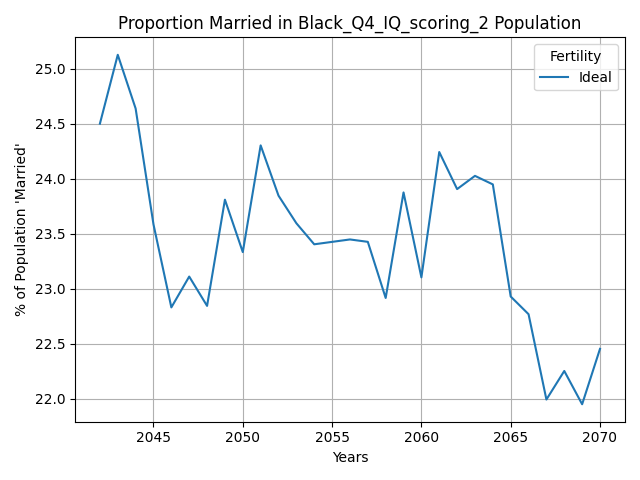 Proportion Married in Black_Q4_IQ_scoring_2 Population
Fertility
Ideal
% of Population 'Married'
25.0
24.5
24.0
23.5
23.0
22.5
22.0
2045 2050 2055 2060 2065 2070
Years